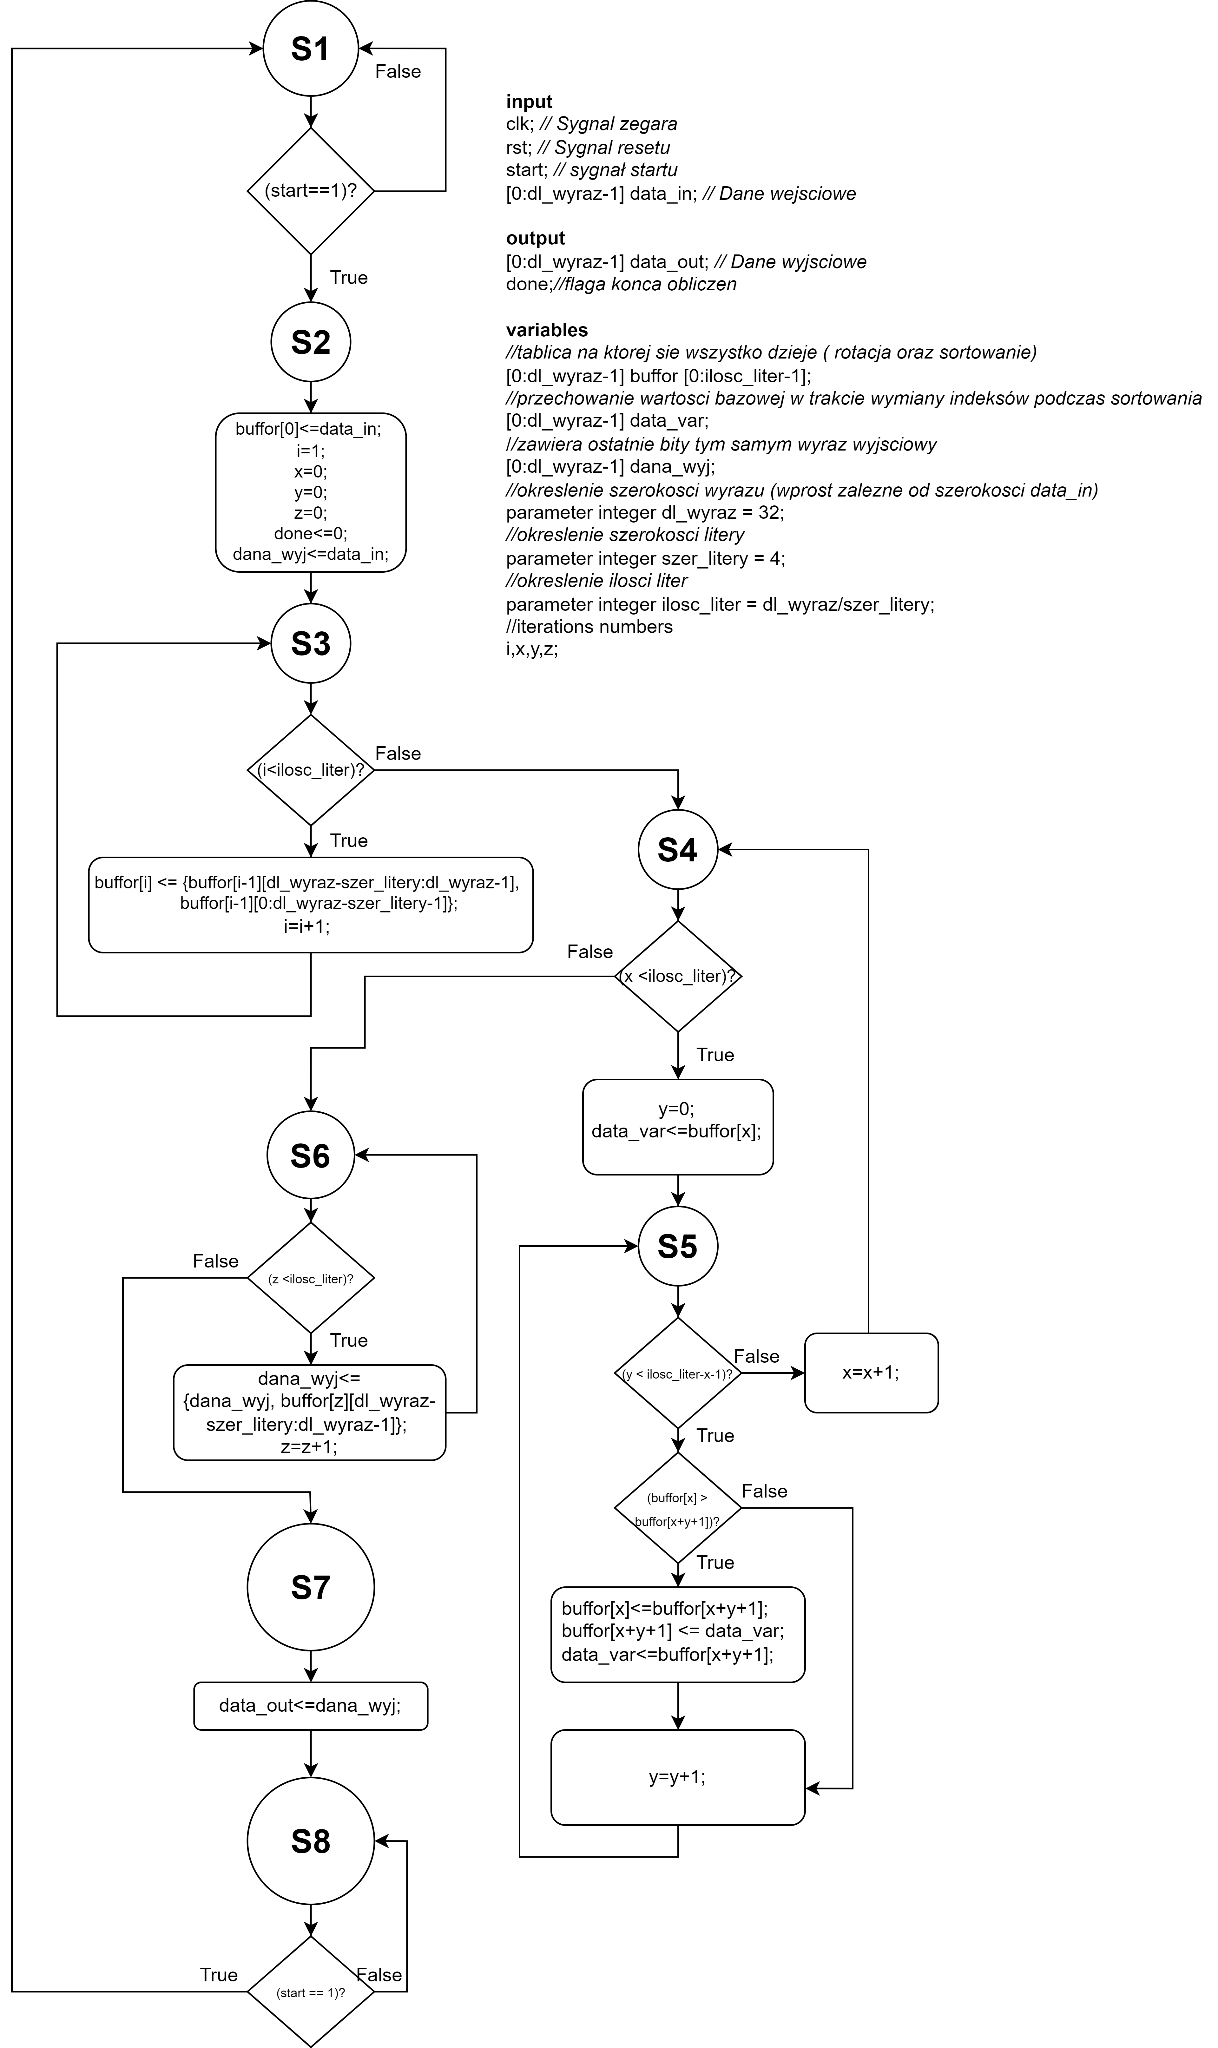 S1
False
(start==1)?
True
input
clk; // Sygnal zegara
rst; // Sygnal resetu
start; // sygnał startu
[0:dl_wyraz-1] data_in; // Dane wejsciowe
output
[0:dl_wyraz-1] data_out; // Dane wyjsciowe
done;//flaga konca obliczen
variables
//tablica na ktorej sie wszystko dzieje ( rotacja oraz sortowanie)
[0:dl_wyraz-1] buffor [0:ilosc_liter-1];
//przechowanie wartosci bazowej w trakcie wymiany indeksów podczas sortowania
[0:dl_wyraz-1] data_var;
//zawiera ostatnie bity tym samym wyraz wyjsciowy
[0:dl_wyraz-1] dana_wyj;
//okreslenie szerokosci wyrazu (wprost zalezne od szerokosci data_in)
parameter integer dl_wyraz = 32;
//okreslenie szerokosci litery
parameter integer szer_litery = 4;
//okreslenie ilosci liter
parameter integer ilosc_liter = dl_wyraz/szer_litery;
//iterations numbers
i,x,y,z;
S2
buffor[0]<=data_in;
i=1;
x=0;
y=0;
z=0;
done<=0;
dana_wyj<=data_in;
S3
(i<ilosc_liter)?
False
True
buffor[i] <= {buffor[i-1][dl_wyraz-szer_litery:dl_wyraz-1],
buffor[i-1][0:dl_wyraz-szer_litery-1]};
i=i+1;
S4
False
(x <ilosc_liter)?
True
y=0;
data_var<=buffor[x];
S5
(y < ilosc_liter-x-1)?
False
x=x+1;
True
(buffor[x] >
buffor[x+y+1])?
False
True
buffor[x]<=buffor[x+y+1];
buffor[x+y+1] <= data_var;
data_var<=buffor[x+y+1];
y=y+1;
S6
False
(z <ilosc_liter)?
True
dana_wyj<=
{dana_wyj, buffor[z][dl_wyraz-
szer_litery:dl_wyraz-1]};
z=z+1;
S7
data_out<=dana_wyj;
S8
True
(start == 1)?
False